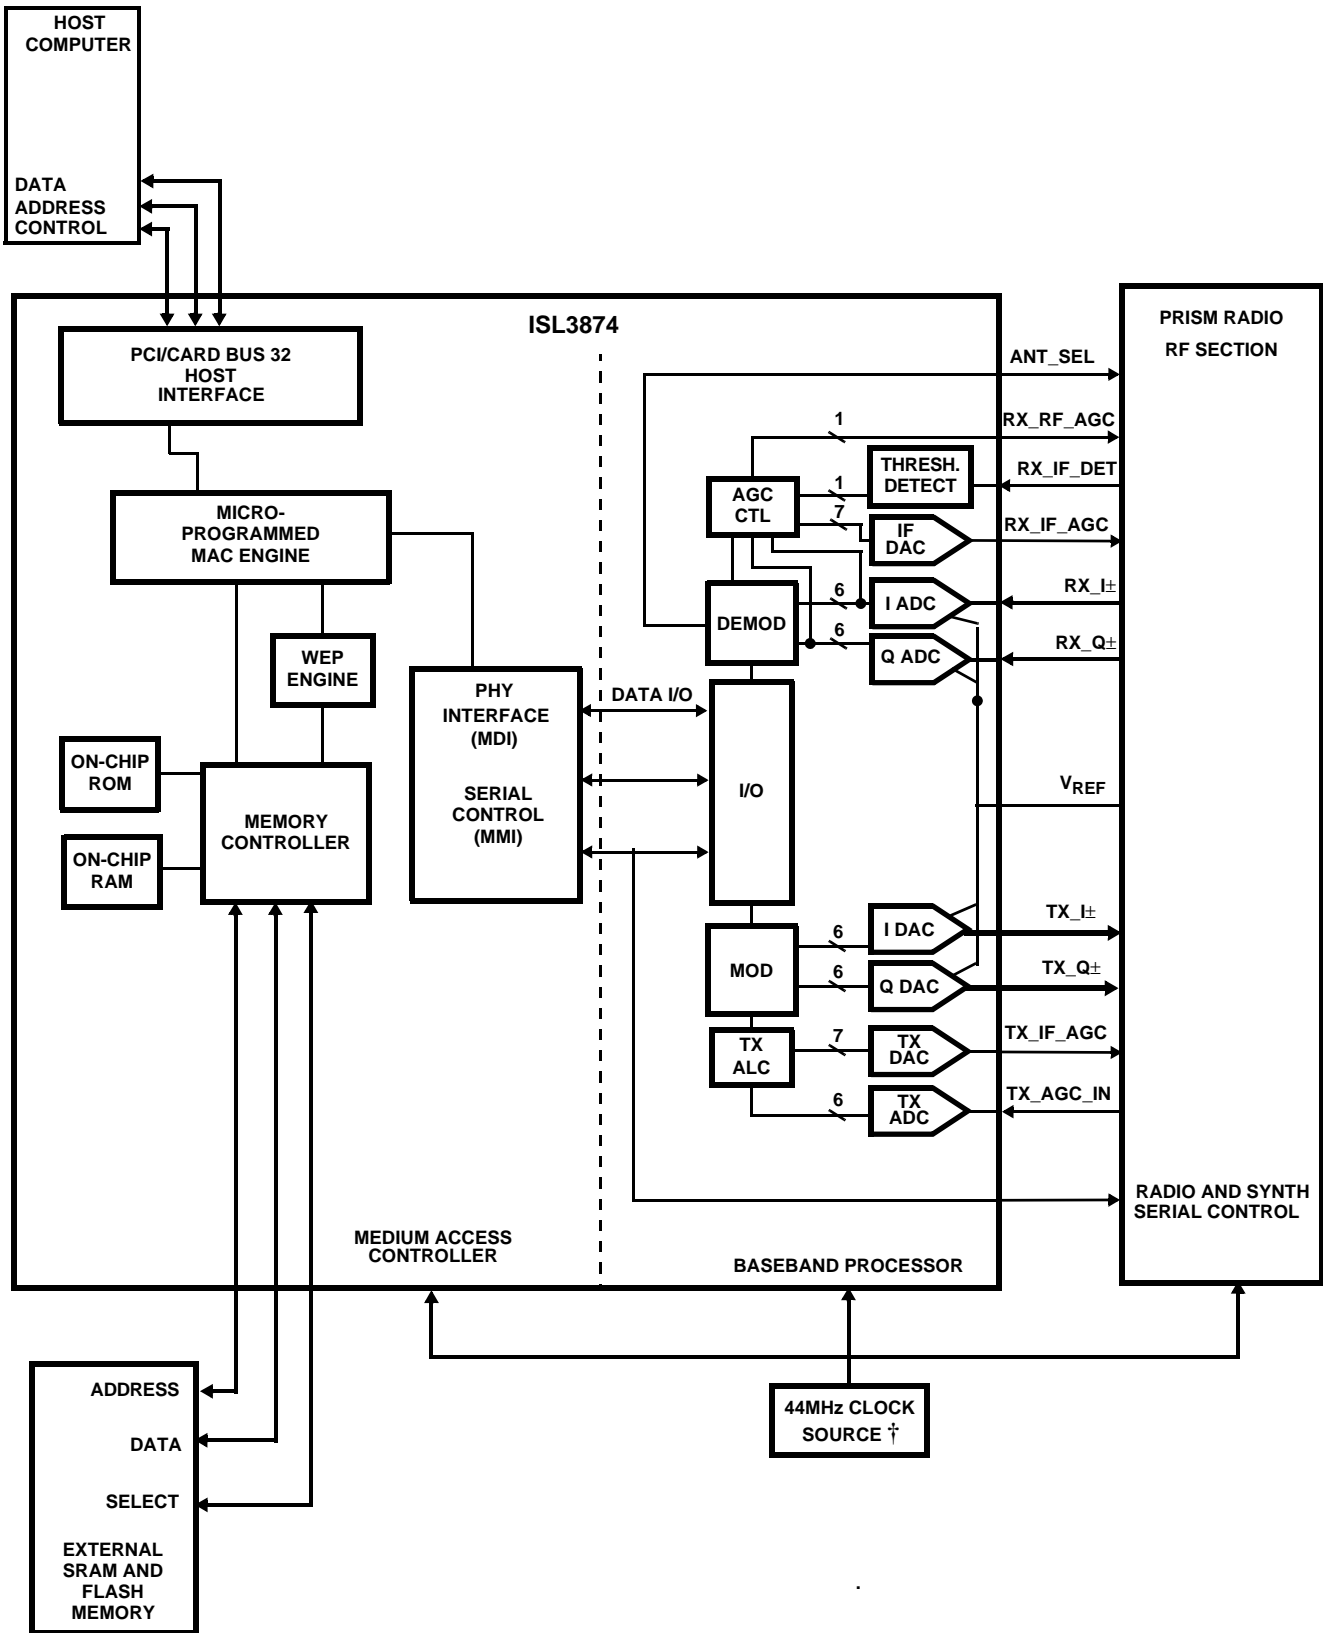 HOST
COMPUTER
DATA
ADDRESS
CONTROL
ISL3874
PCI/CARD BUS 32
HOST
INTERFACE
MICRO-
PROGRAMMED
MAC ENGINE
WEP
ENGINE
ON-CHIP
ROM
ON-CHIP
RAM
MEMORY
CONTROLLER
PHY
INTERFACE
(MDI)
SERIAL
CONTROL
(MMI)
DATA I/O
MEDIUM ACCESS
CONTROLLER
AGC
CTL
DEMOD
I/O
MOD
TX
ALC
1
1
7
6
6
6
6
7
6
THRESH.
DETECT
IF
DAC
I ADC
Q ADC
I DAC
Q DAC
TX
DAC
TX
ADC
BASEBAND PROCESSOR
ANT_SEL
RX_RF_AGC
RX_IF_DET
RX_IF_AGC
RX_I±
RX_Q±
VREF
TX_I±
TX_Q±
TX_IF_AGC
TX_AGC_IN
PRISM RADIO
RF SECTION
RADIO AND SYNTH
SERIAL CONTROL
44MHz CLOCK
SOURCE †
ADDRESS
DATA
SELECT
EXTERNAL
SRAM AND
FLASH
MEMORY
.